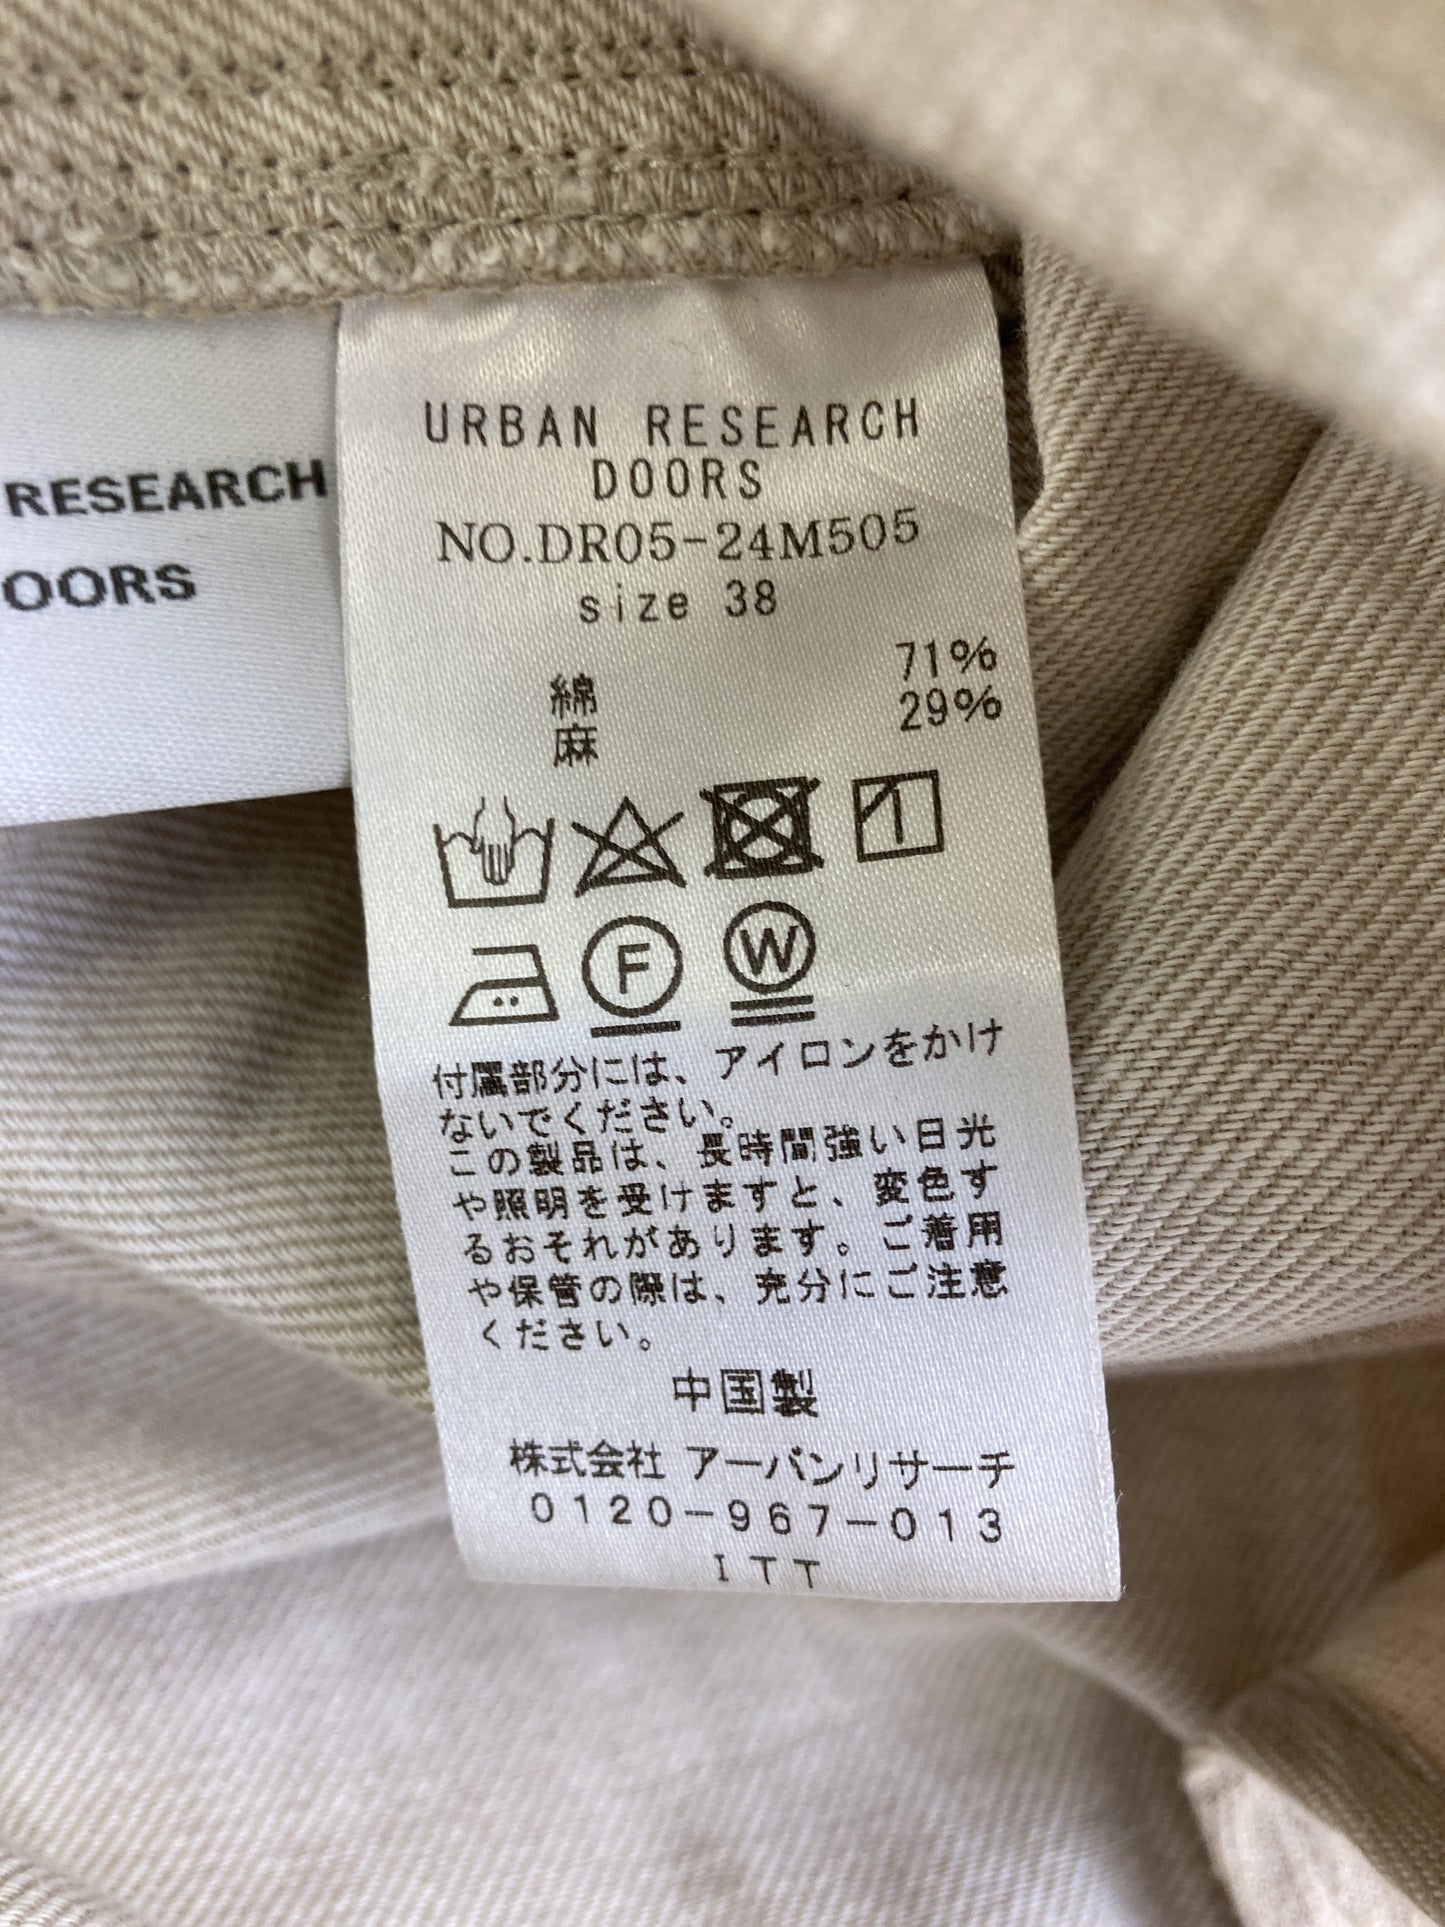 RESEARCH
OORS
URBAN RESEARCH
DOORS
NO.DR05-24M505
size 38
綿 71%
麻 29%
F W
付属部分には、アイロンをかけ
ないでください。
この製品は、長時間強い日光
や照明を受けますと、変色す
るおそれがあります。ご着用
や保管の際は、充分にご注意
ください。
中国製
株式会社 アーバンリサーチ
0120-967-013
ITT